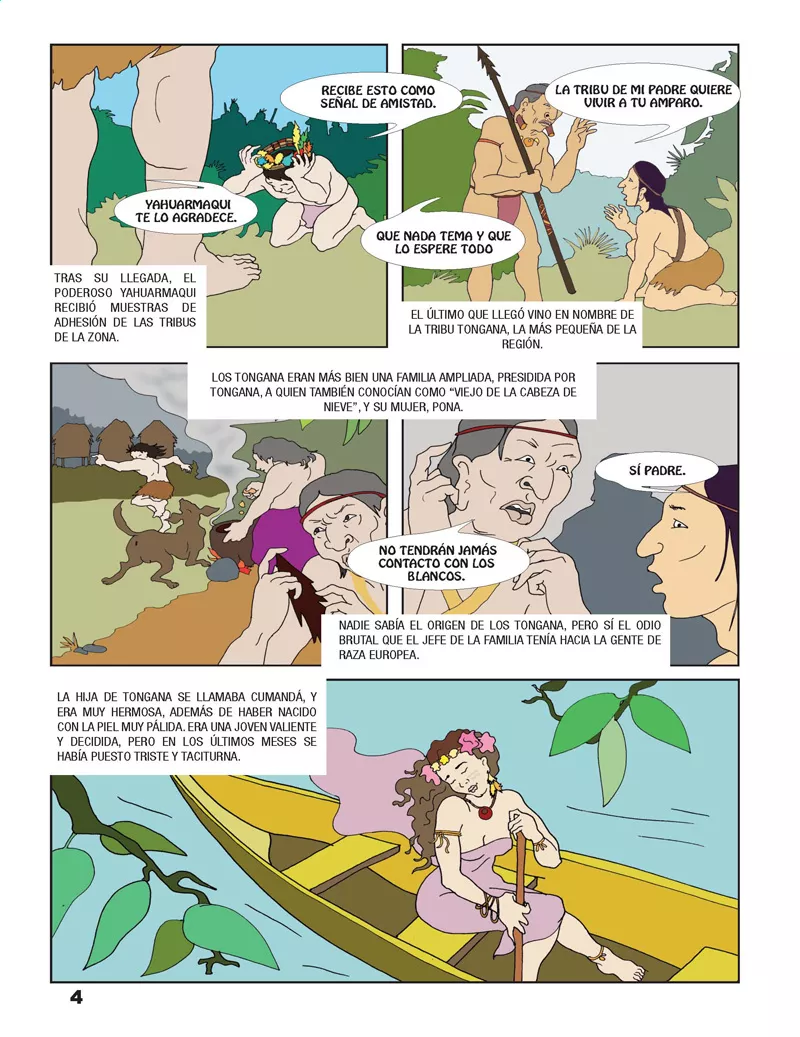 RECIBE ESTO COMO
SEÑAL DE AMISTAD.
YAHUARMAQUI
TE LO AGRADECE.
TRAS SU LLEGADA, EL
PODEROSO YAHUARMAQUI
RECIBIÓ MUESTRAS DE
ADHESIÓN DE LAS TRIBUS
DE LA ZONA.
LA TRIBU DE MI PADRE QUIERE
VIVIR A TU AMPARO.
QUE NADA TEMA Y QUE
LO ESPERE TODO
EL ÚLTIMO QUE LLEGÓ VINO EN NOMBRE DE
LA TRIBU TONGANA, LA MÁS PEQUEÑA DE LA
REGIÓN.
LOS TONGANA ERAN MÁS BIEN UNA FAMILIA AMPLIADA, PRESIDIDA POR
TONGANA, A QUIEN TAMBIÉN CONOCÍAN COMO “VIEJO DE LA CABEZA DE
NIEVE”, Y SU MUJER, PONA.
NO TENDRÁN JAMÁS
CONTACTO CON LOS
BLANCOS.
SÍ PADRE.
NADIE SABÍA EL ORIGEN DE LOS TONGANA, PERO SÍ EL ODIO
BRUTAL QUE EL JEFE DE LA FAMILIA TENÍA HACIA LA GENTE DE
RAZA EUROPEA.
LA HIJA DE TONGANA SE LLAMABA CUMANDÁ, Y
ERA MUY HERMOSA, ADEMÁS DE HABER NACIDO
CON LA PIEL MUY PÁLIDA. ERA UNA JOVEN VALIENTE
Y DECIDIDA, PERO EN LOS ÚLTIMOS MESES SE
HABÍA PUESTO TRISTE Y TACITURNA.
4